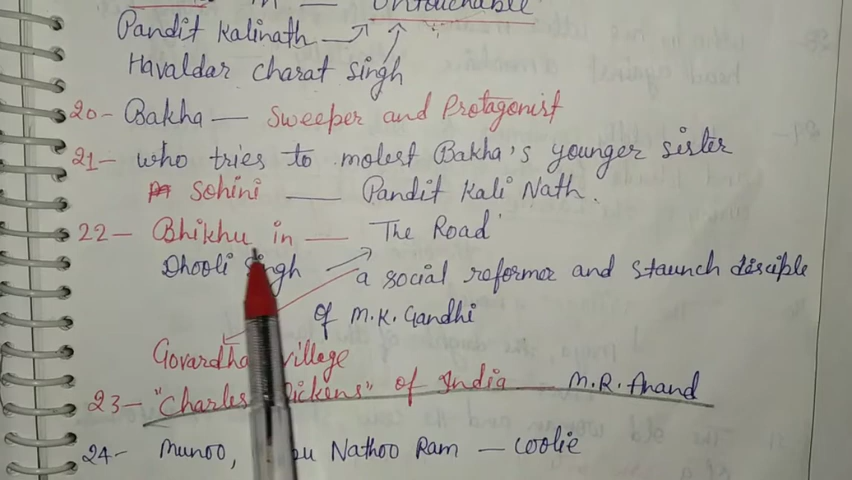 in — Untouchable
Pandit Kalinath
Havaldar charat singh
20- Bakha — Sweeper and Protagonist
21- who tries to molest Bakha's younger sister
Sohini — Pandit Kali Nath.
22- Bhikhu in — The Road
Dhooli Singh
a social reformer and staunch disciple
of M.K. Gandhi
village
23- "Charles Dickens" of India — M.R. Anand
24- Munoo, Nathoo Ram — Coolie